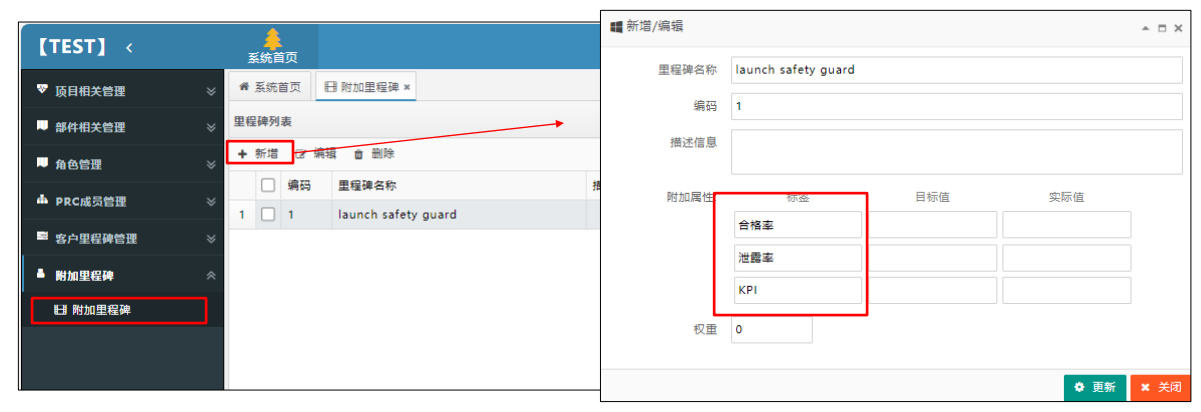 【TEST】
系统首页
项目相关管理
部件相关管理
角色管理
PRC成员管理
客户里程碑管理
附加里程碑
附加里程碑
系统首页 附加里程碑
里程碑列表
新增 编辑 删除
编码 里程碑名称
1 1 launch safety guard
新增/编辑
里程碑名称 launch safety guard
编码 1
描述信息
附加属性 标签 目标值 实际值
合格率
泄露率
KPI
权重 0
更新 关闭